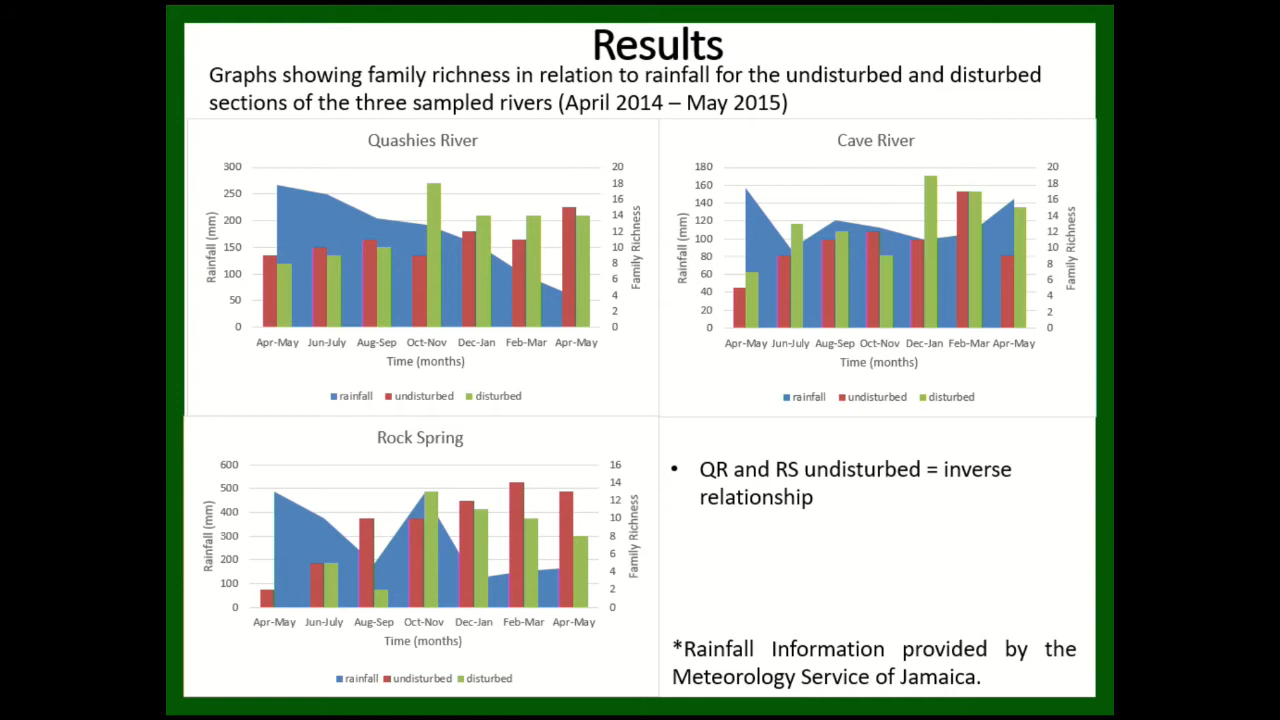 Results
Graphs showing family richness in relation to rainfall for the undisturbed and disturbed
sections of the three sampled rivers (April 2014 – May 2015)
Quashies River
300
250
200
150
100
50
0
Rainfall (mm)
20
18
16
14
12
10
8
6
4
2
0
Family Richness
Apr-May Jun-July Aug-Sep Oct-Nov Dec-Jan Feb-Mar Apr-May
Time (months)
rainfall undisturbed disturbed
Cave River
180
160
140
120
100
80
60
40
20
0
Rainfall (mm)
20
18
16
14
12
10
8
6
4
2
0
Family Richness
Apr-May Jun-July Aug-Sep Oct-Nov Dec-Jan Feb-Mar Apr-May
Time (months)
rainfall undisturbed disturbed
Rock Spring
600
500
400
300
200
100
0
Rainfall (mm)
16
14
12
10
8
6
4
2
0
Family Richness
Apr-May Jun-July Aug-Sep Oct-Nov Dec-Jan Feb-Mar Apr-May
Time (months)
rainfall undisturbed disturbed
• QR and RS undisturbed = inverse
relationship
*Rainfall Information provided by the
Meteorology Service of Jamaica.